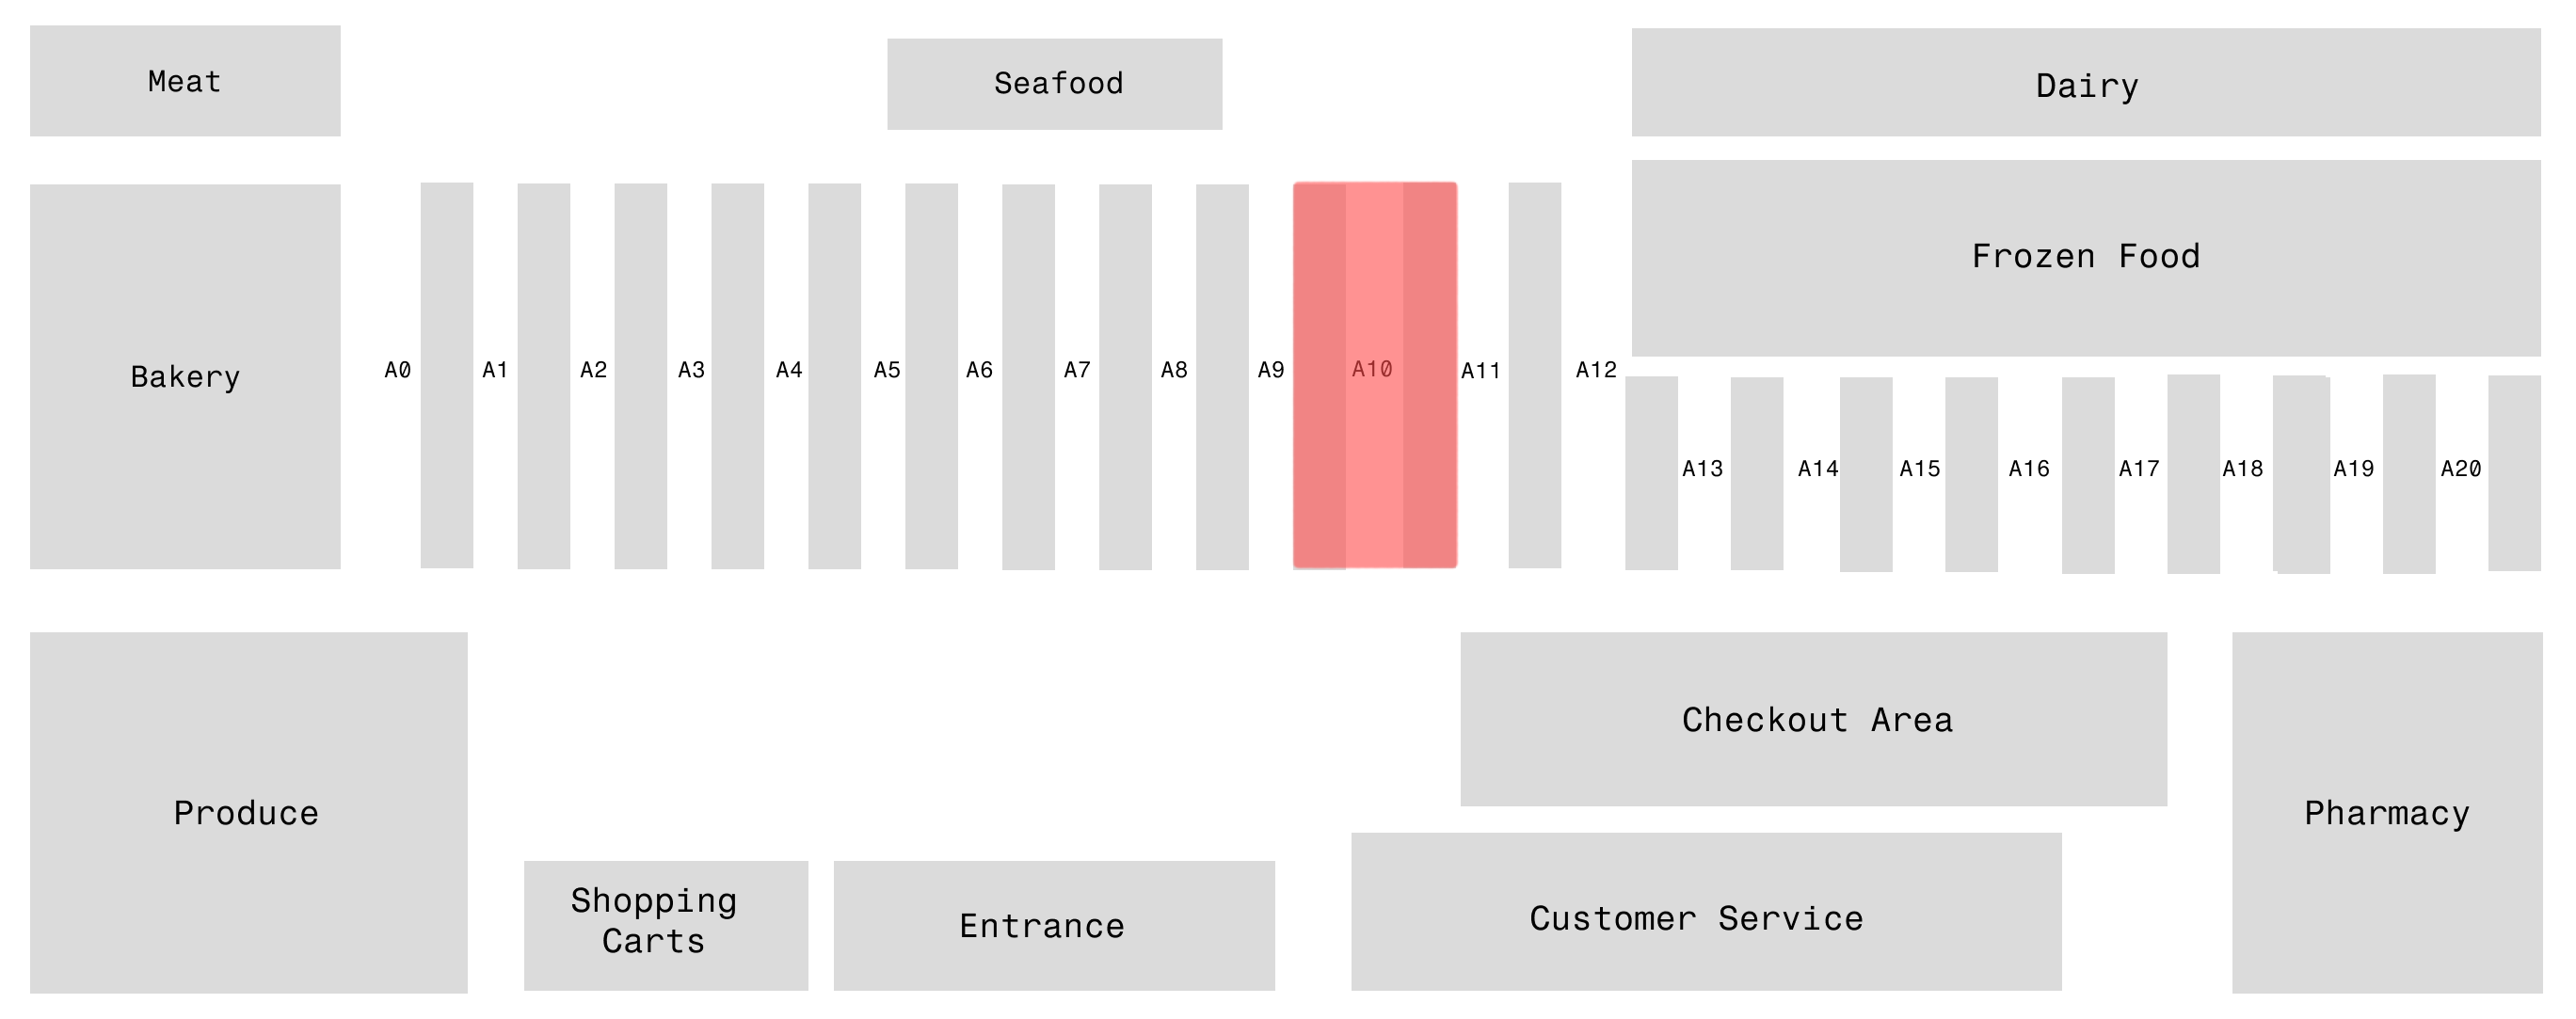 Meat
Seafood
Dairy
Frozen Food
Bakery
A0
A1
A2
A3
A4
A5
A6
A7
A8
A9
A10
A11
A12
A13
A14
A15
A16
A17
A18
A19
A20
Produce
Checkout Area
Pharmacy
Shopping
Carts
Entrance
Customer Service